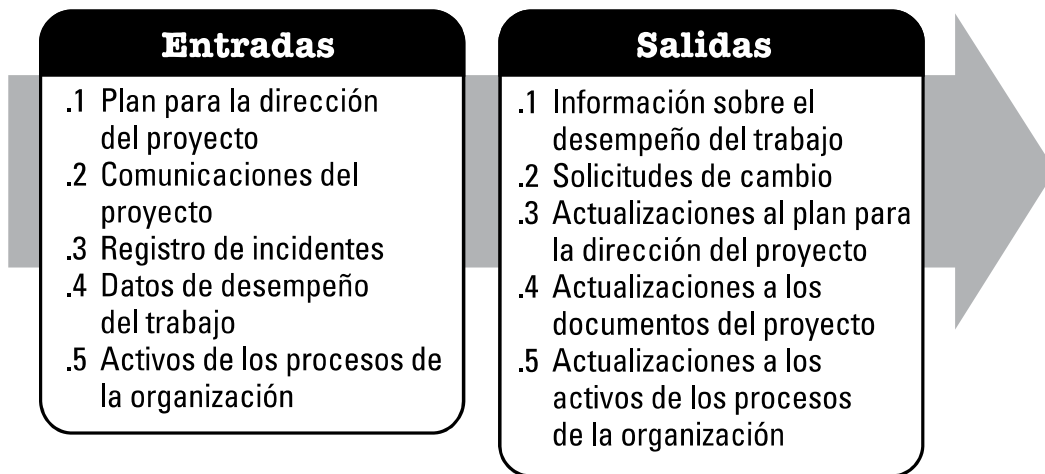 Entradas
.1 Plan para la dirección
del proyecto
.2 Comunicaciones del
proyecto
.3 Registro de incidentes
.4 Datos de desempeño
del trabajo
.5 Activos de los procesos de
la organización
Salidas
.1 Información sobre el
desempeño del trabajo
.2 Solicitudes de cambio
.3 Actualizaciones al plan para
la dirección del proyecto
.4 Actualizaciones a los
documentos del proyecto
.5 Actualizaciones a los
activos de los procesos
de la organización